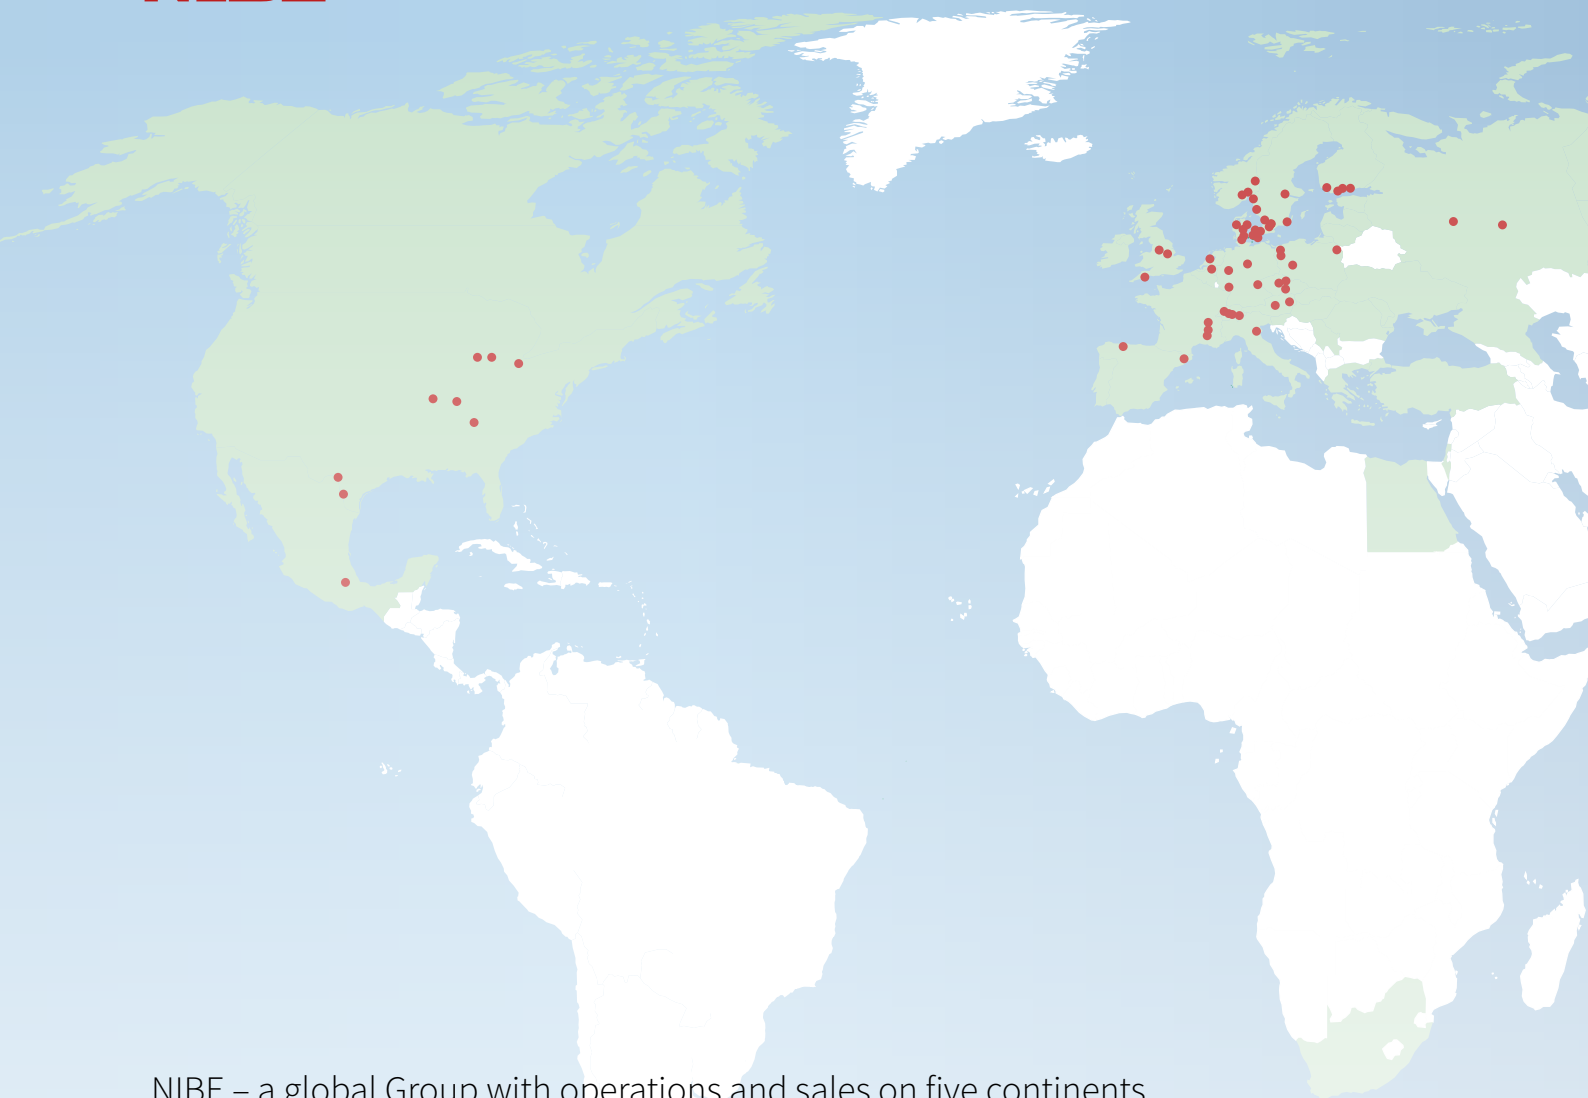 NIBE – a global Group with operations and sales on five continents